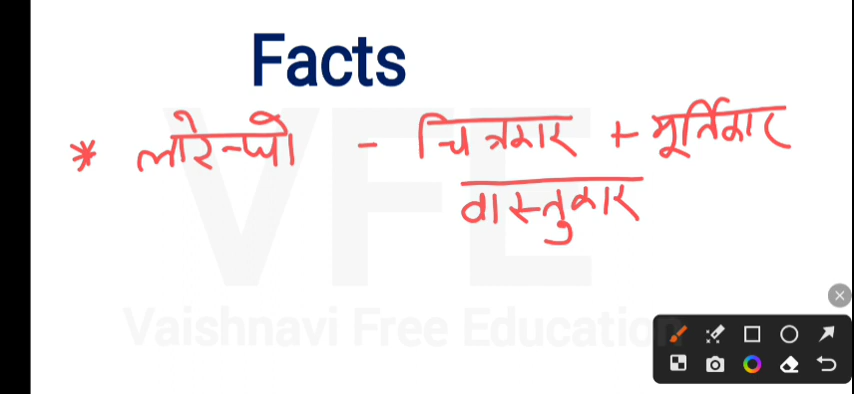 Facts
* लोरेन्घी - चित्रकार + मूर्तिकार
वास्तुकार
Vaishnavi Free Education